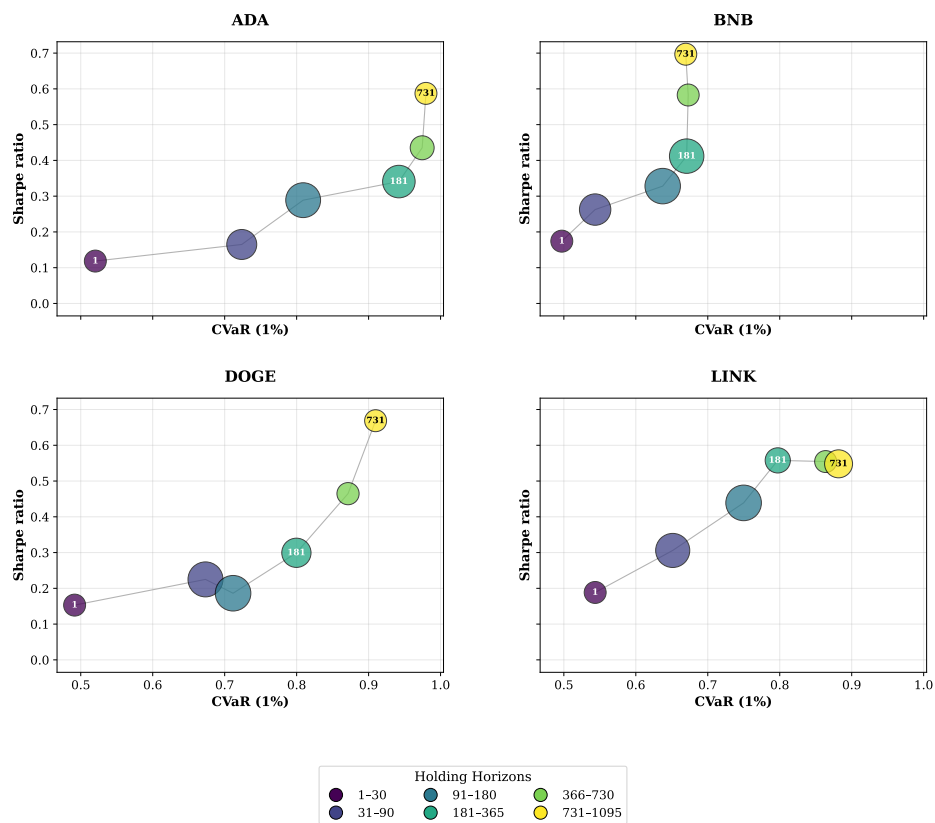 ADA
BNB
Sharpe ratio
0.7
0.6
0.5
0.4
0.3
0.2
0.1
0.0
1
181
731
CVaR (1%)
Sharpe ratio
1
181
731
CVaR (1%)
DOGE
LINK
Sharpe ratio
0.7
0.6
0.5
0.4
0.3
0.2
0.1
0.0
1
181
731
0.5 0.6 0.7 0.8 0.9 1.0
CVaR (1%)
Sharpe ratio
1
181
731
0.5 0.6 0.7 0.8 0.9 1.0
CVaR (1%)
Holding Horizons
1–30 91–180 366–730
31–90 181–365 731–1095